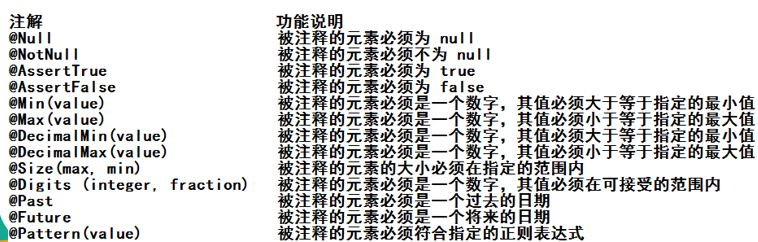 注解 功能说明
@Null 被注释的元素必须为 null
@NotNull 被注释的元素必须不为 null
@AssertTrue 被注释的元素必须为 true
@AssertFalse 被注释的元素必须为 false
@Min(value) 被注释的元素必须是一个数字，其值必须大于等于指定的最小值
@Max(value) 被注释的元素必须是一个数字，其值必须小于等于指定的最大值
@DecimalMin(value) 被注释的元素必须是一个数字，其值必须大于等于指定的最小值
@DecimalMax(value) 被注释的元素必须是一个数字，其值必须小于等于指定的最大值
@Size(max, min) 被注释的元素的大小必须在指定的范围内
@Digits (integer, fraction) 被注释的元素必须是一个数字，其值必须在可接受的范围内
@Past 被注释的元素必须是一个过去的日期
@Future 被注释的元素必须是一个将来的日期
@Pattern(value) 被注释的元素必须符合指定的正则表达式